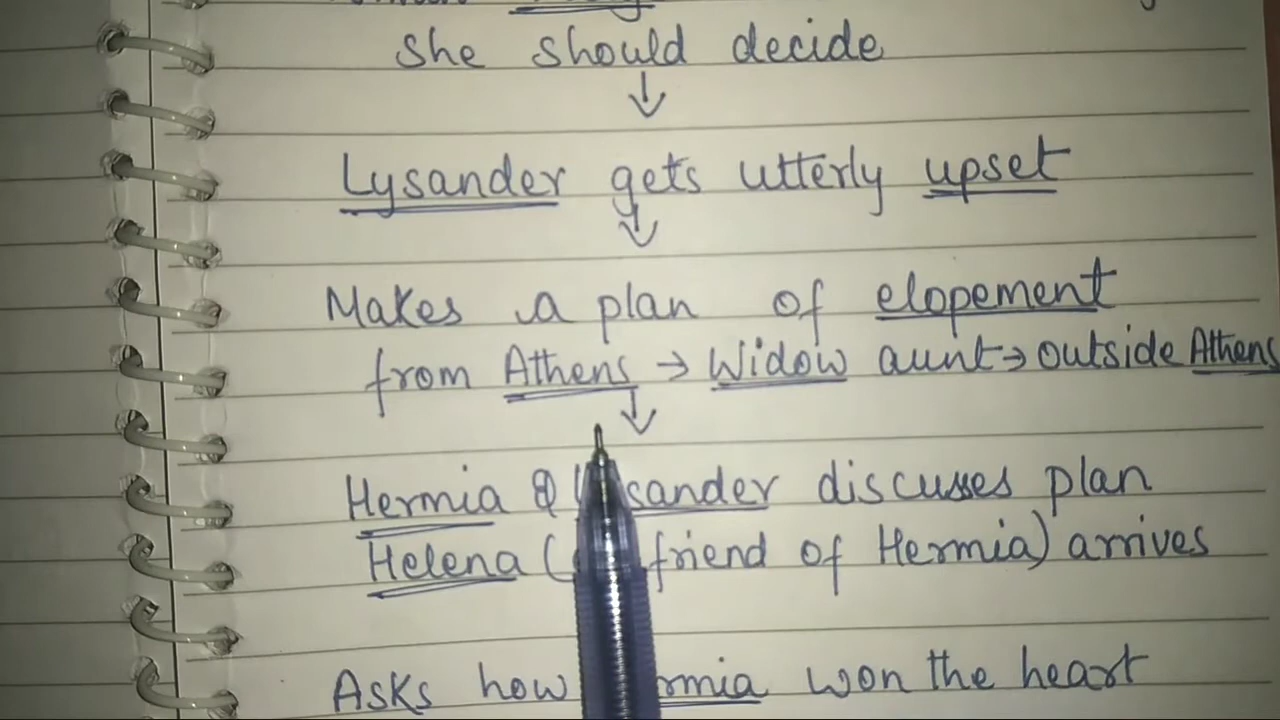 she should decide
↓
Lysander gets utterly upset
↓
Makes a plan of elopement
from Athens → Widow aunt → outside Athens
↓
Hermia & sander discusses plan
Helena ( friend of Hermia) arrives
Asks how rmia won the heart